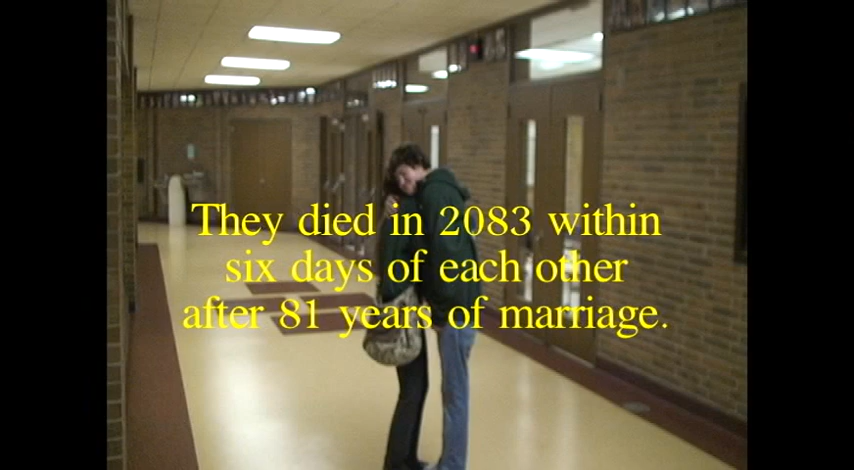 They died in 2083 within
six days of each other
after 81 years of marriage.